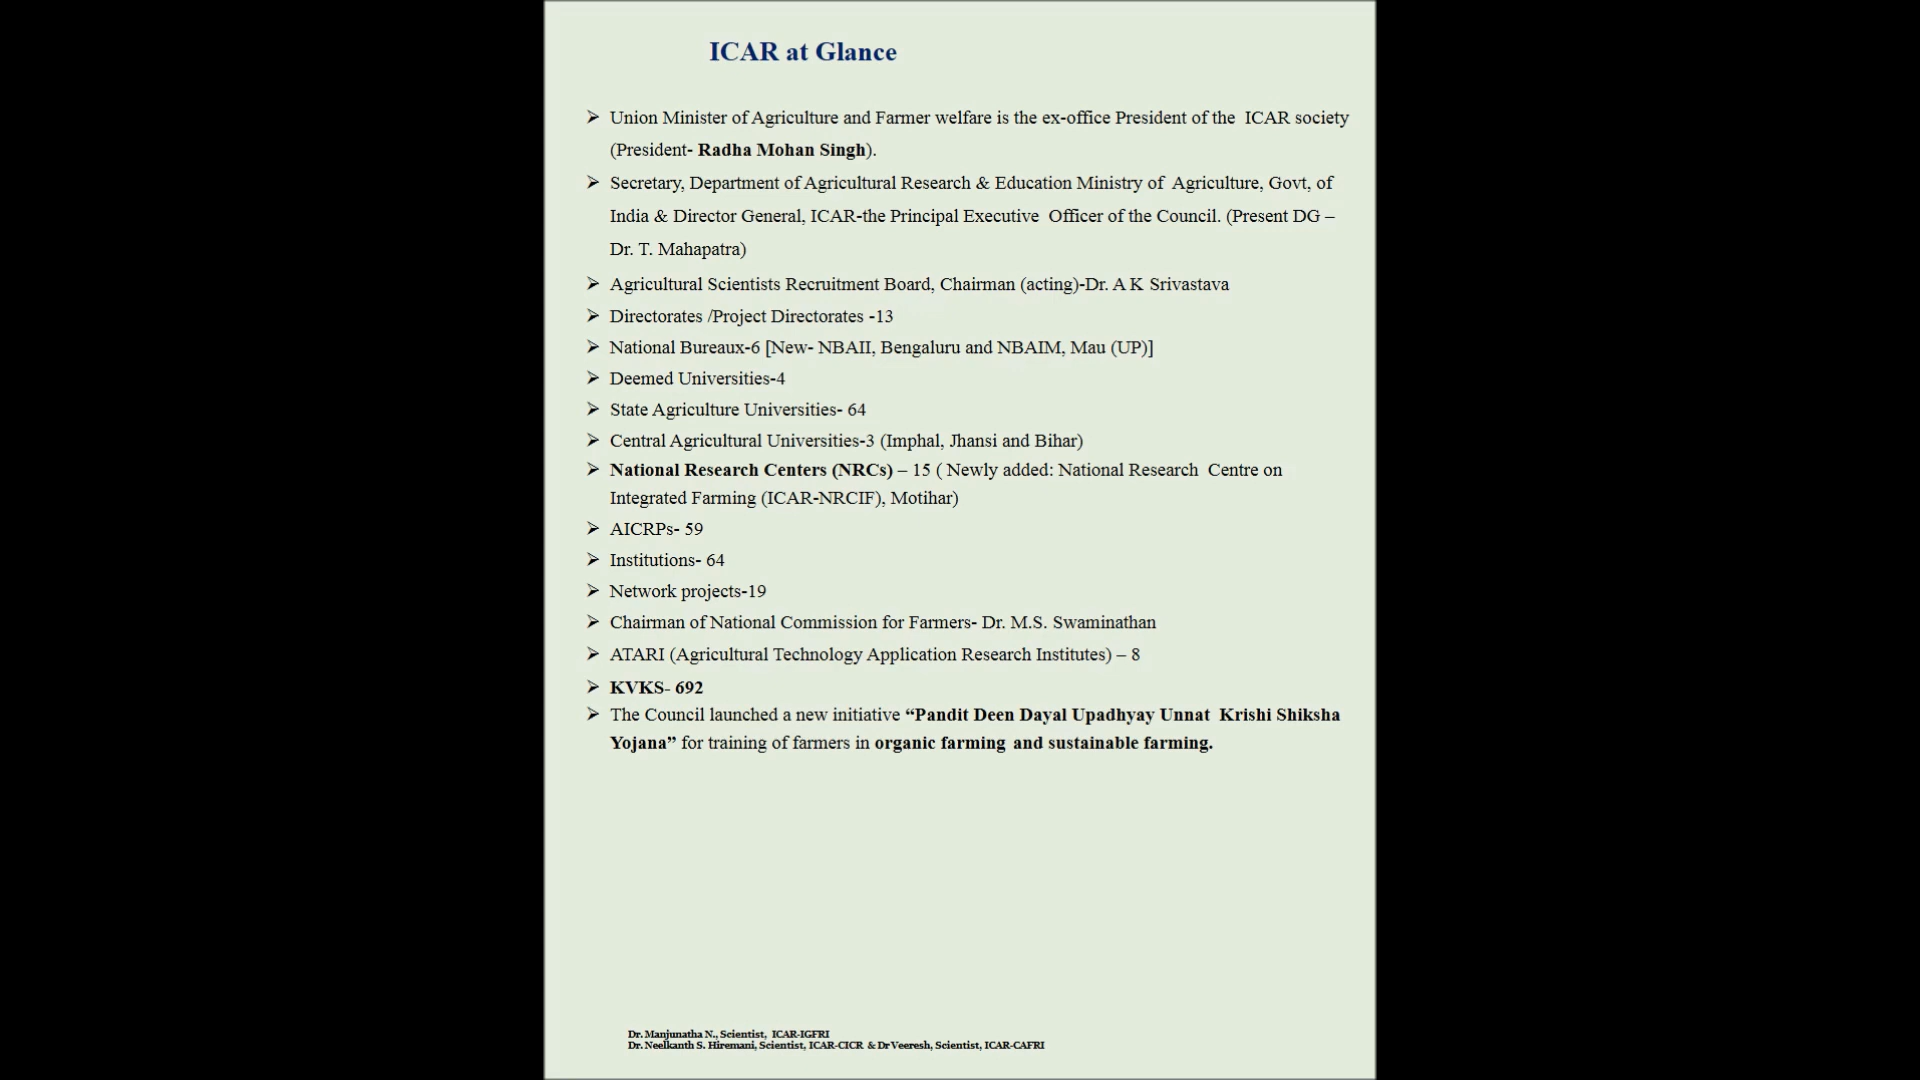 ICAR at Glance
➢ Union Minister of Agriculture and Farmer welfare is the ex-office President of the ICAR society
(President- Radha Mohan Singh).
➢ Secretary, Department of Agricultural Research & Education Ministry of Agriculture, Govt, of
India & Director General, ICAR-the Principal Executive Officer of the Council. (Present DG –
Dr. T. Mahapatra)
➢ Agricultural Scientists Recruitment Board, Chairman (acting)-Dr. A K Srivastava
➢ Directorates /Project Directorates -13
➢ National Bureaux-6 [New- NBAII, Bengaluru and NBAIM, Mau (UP)]
➢ Deemed Universities-4
➢ State Agriculture Universities- 64
➢ Central Agricultural Universities-3 (Imphal, Jhansi and Bihar)
➢ National Research Centers (NRCs) – 15 ( Newly added: National Research Centre on
Integrated Farming (ICAR-NRCIF), Motihar)
➢ AICRPs- 59
➢ Institutions- 64
➢ Network projects-19
➢ Chairman of National Commission for Farmers- Dr. M.S. Swaminathan
➢ ATARI (Agricultural Technology Application Research Institutes) – 8
➢ KVKS- 692
➢ The Council launched a new initiative “Pandit Deen Dayal Upadhyay Unnat Krishi Shiksha
Yojana” for training of farmers in organic farming and sustainable farming.
Dr. Manjunatha N., Scientist, ICAR-IGFRI
Dr. Neelkanth S. Hiremani, Scientist, ICAR-CICR & Dr Veeresh, Scientist, ICAR-CAFRI